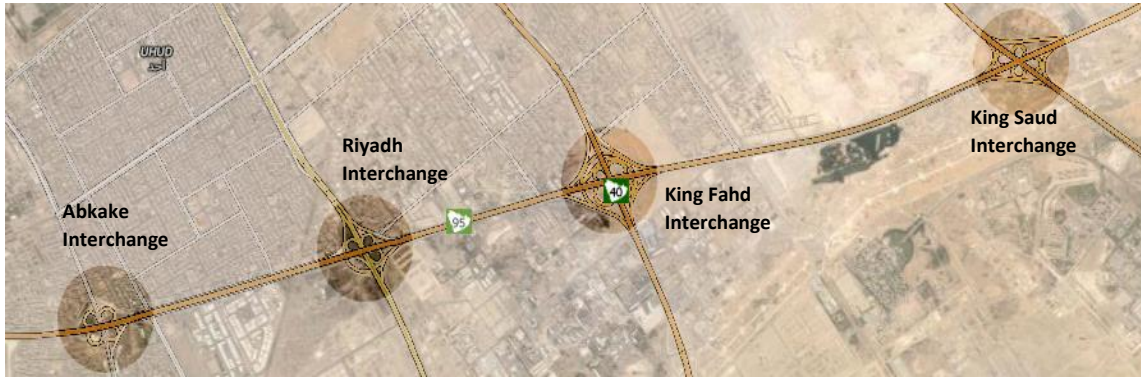 UHUD
أحد
Riyadh
Interchange
Abkake
Interchange
95
40
King Fahd
Interchange
King Saud
Interchange